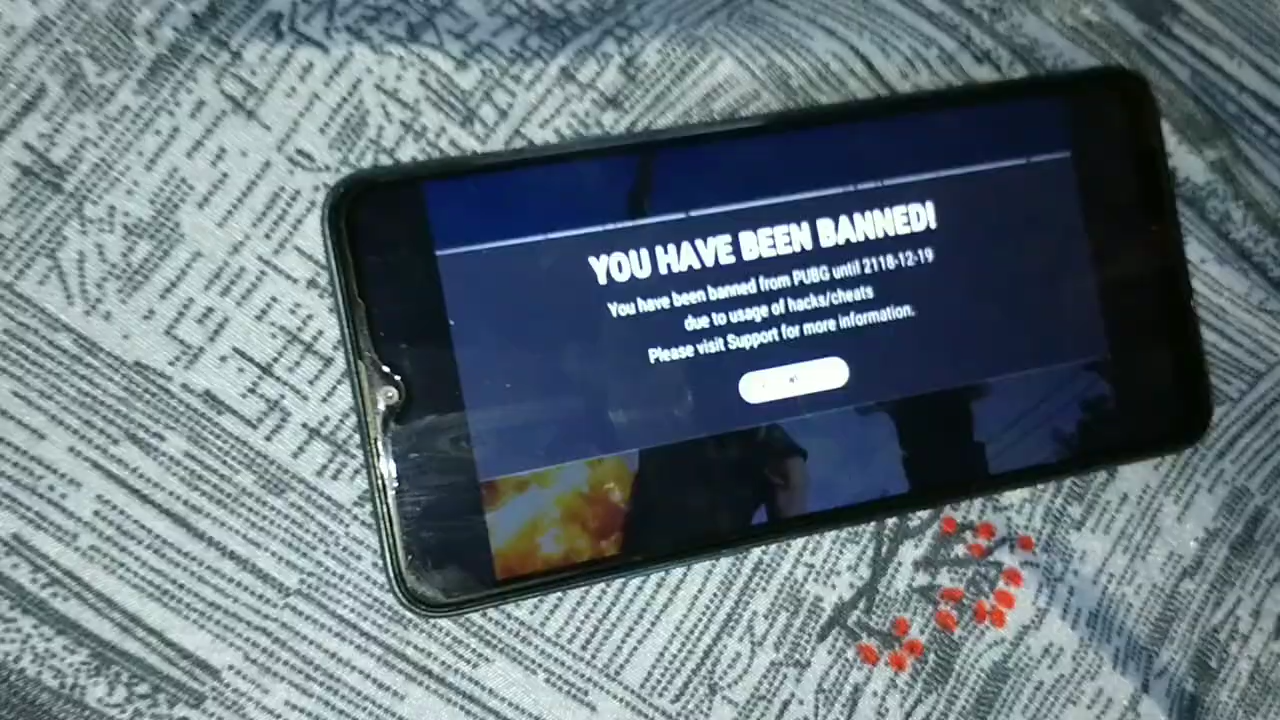 YOU HAVE BEEN BANNED!
You have been banned from PUBG until 2118-12-19
due to usage of hacks/cheats
Please visit Support for more information.